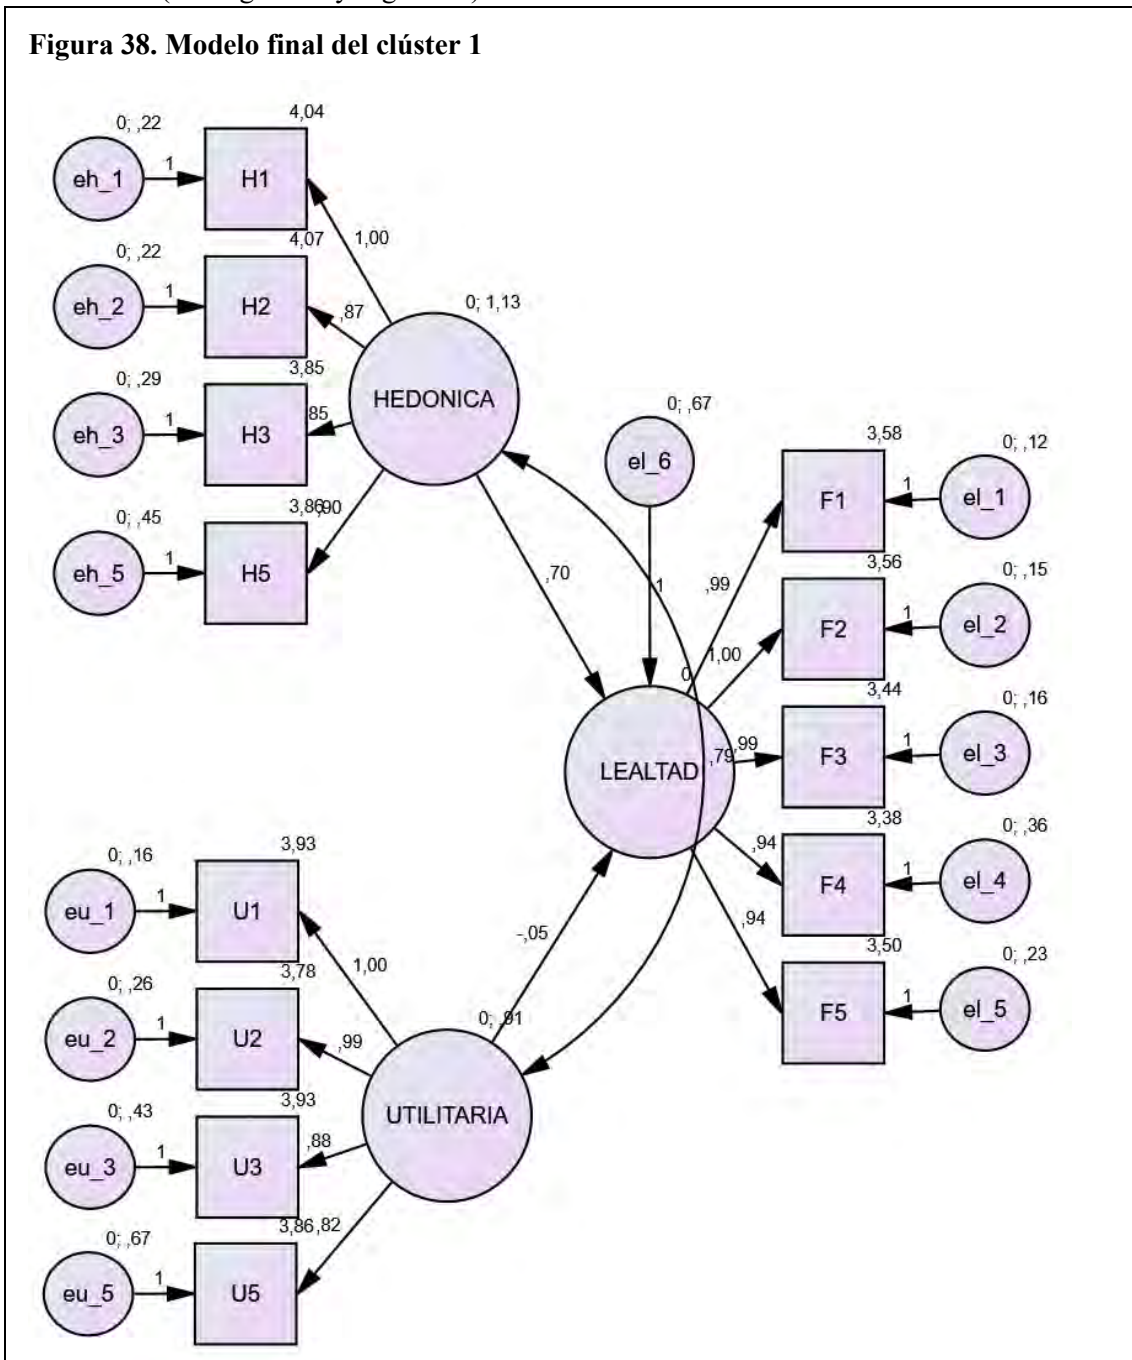 Figura 38. Modelo final del clúster 1
4,04
0; ,22
eh_1
1
H1
1,00
4,07
0; ,22
eh_2
1
H2
,87
0; 1,13
HEDONICA
3,85
0; ,29
eh_3
1
H3
,85
3,86
,90
0; ,45
eh_5
1
H5
,70
0; ,67
el_6
1
0
LEALTAD
,79
3,58
0; ,12
F1
1
el_1
,99
3,56
0; ,15
F2
1
el_2
1,00
3,44
0; ,16
F3
1
el_3
,99
3,38
0; ,36
F4
1
el_4
,94
3,50
0; ,23
F5
1
el_5
,94
-,05
3,93
0; ,16
eu_1
1
U1
1,00
3,78
0; ,26
eu_2
1
U2
,99
0; ,91
UTILITARIA
3,93
0; ,43
eu_3
1
U3
,88
3,86
,82
0; ,67
eu_5
1
U5